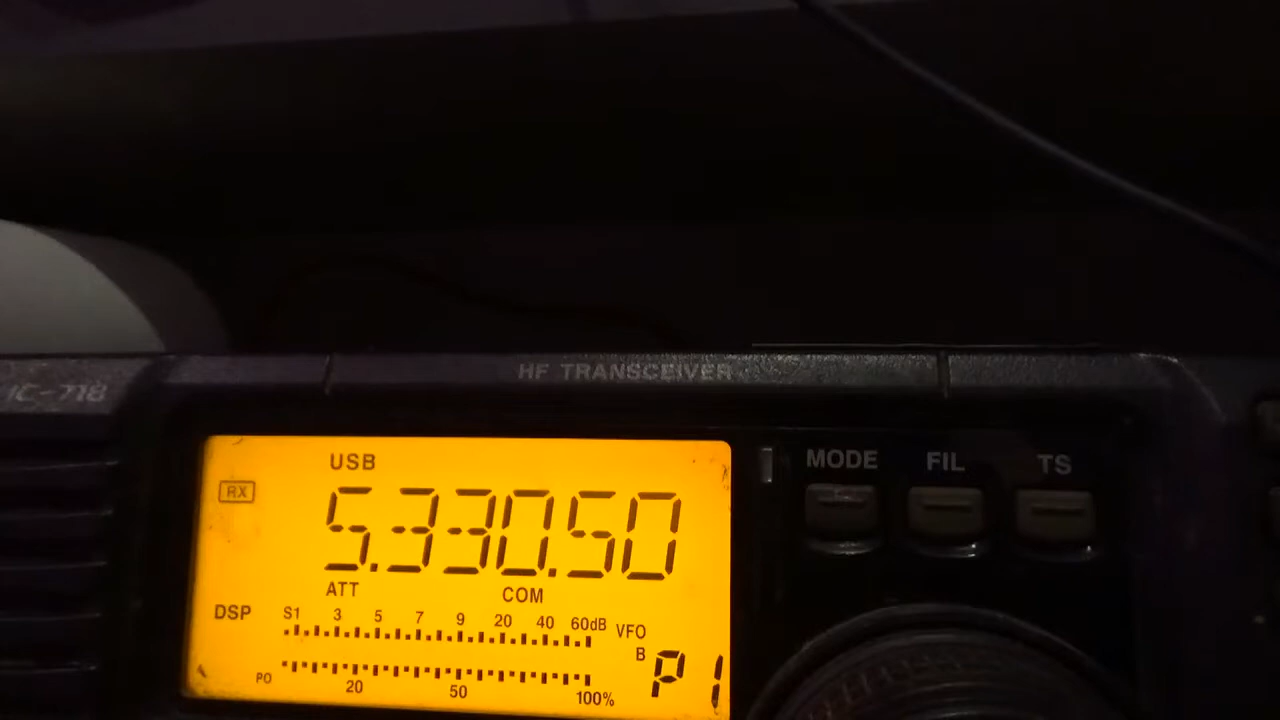 HF TRANSCEIVER
IC-718
USB
MODE FIL TS
RX
5.330.50
ATT COM
DSP
S1 3 5 7 9 20 40 60dB
VFO
B
P1
PO
20 50 100%